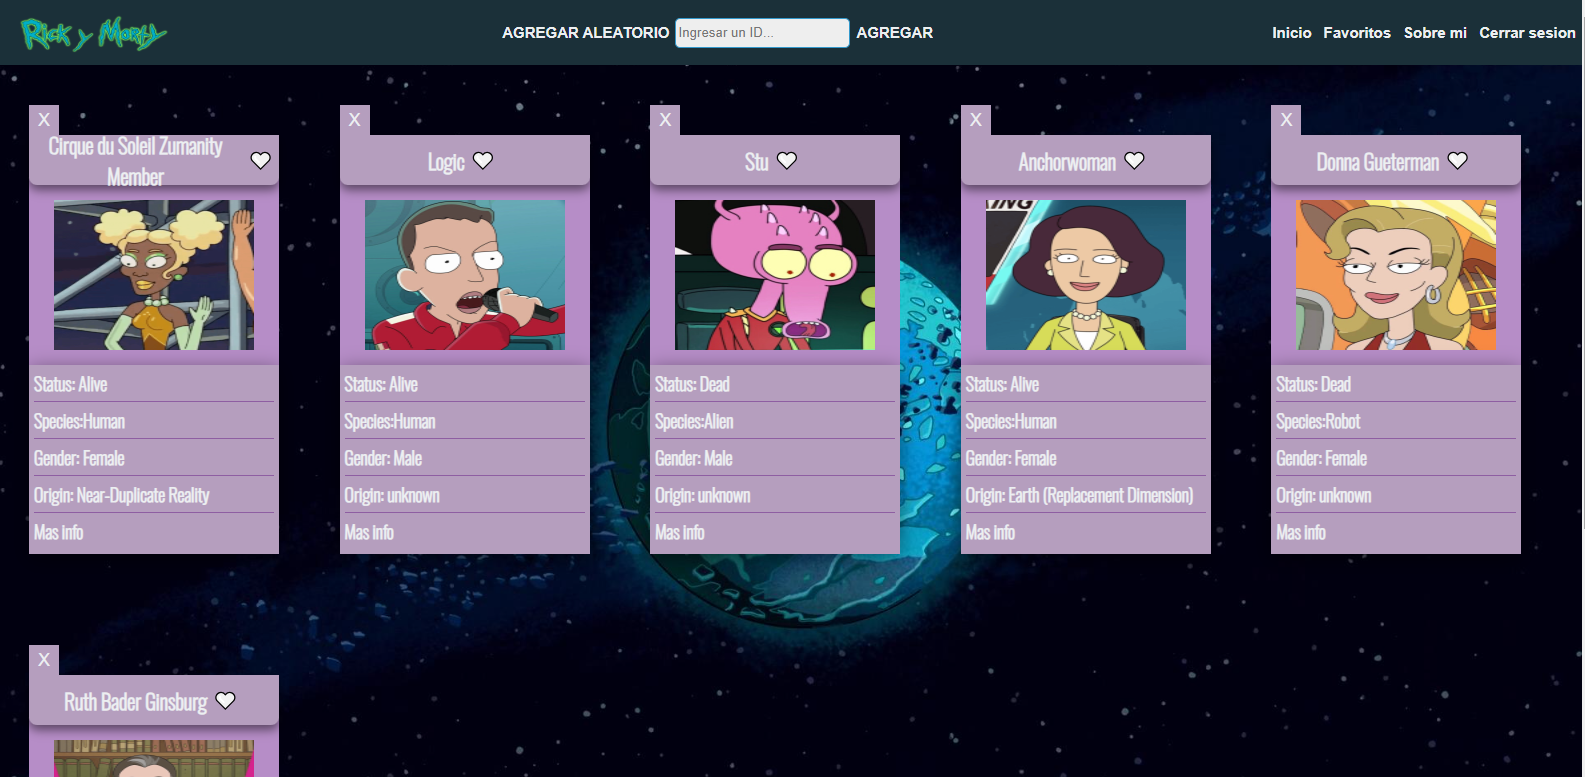 Rick y Morty
AGREGAR ALEATORIO
Ingresar un ID...
AGREGAR
Inicio
Favoritos
Sobre mi
Cerrar sesion
X
Cirque du Soleil Zumanity
Member
Status: Alive
Species:Human
Gender: Female
Origin: Near-Duplicate Reality
Mas info
X
Logic
Status: Alive
Species:Human
Gender: Male
Origin: unknown
Mas info
X
Stu
Status: Dead
Species:Alien
Gender: Male
Origin: unknown
Mas info
X
Anchorwoman
KING
Status: Alive
Species:Human
Gender: Female
Origin: Earth (Replacement Dimension)
Mas info
X
Donna Gueterman
Status: Dead
Species:Robot
Gender: Female
Origin: unknown
Mas info
X
Ruth Bader Ginsburg